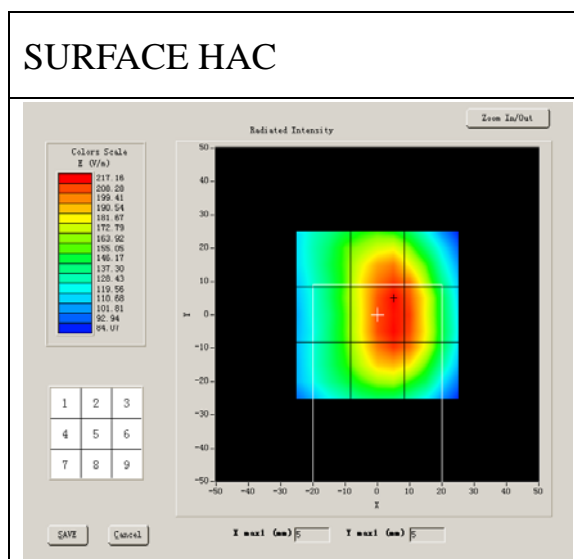 SURFACE HAC
Zoom In/Out
Radiated Intensity
Colors Scale
E (V/m)
217.16
208.28
199.41
190.54
181.67
172.79
163.92
155.05
146.17
137.30
128.43
119.56
110.68
101.81
92.94
84.07
50
40
30
20
10
0
-10
-20
-30
-40
-50
Y
-50 -40 -30 -20 -10 0 10 20 30 40 50
X
1 2 3
4 5 6
7 8 9
SAVE
Cancel
X max1 (mm) 5
Y max1 (mm) 5